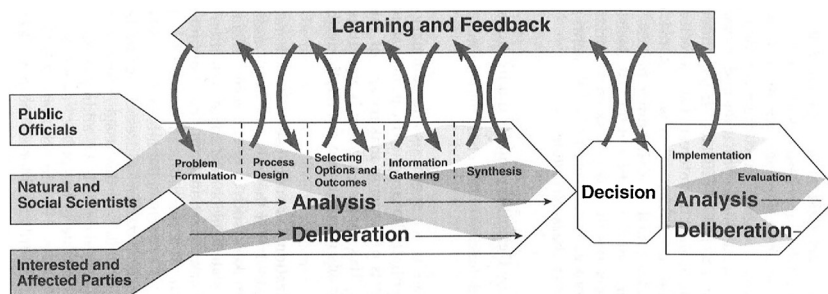 Learning and Feedback
Public
Officials
Natural and
Social Scientists
Interested and
Affected Parties
Problem
Formulation
Process
Design
Selecting
Options and
Outcomes
Information
Gathering
Synthesis
Analysis
Deliberation
Decision
Implementation
Evaluation
Analysis
Deliberation